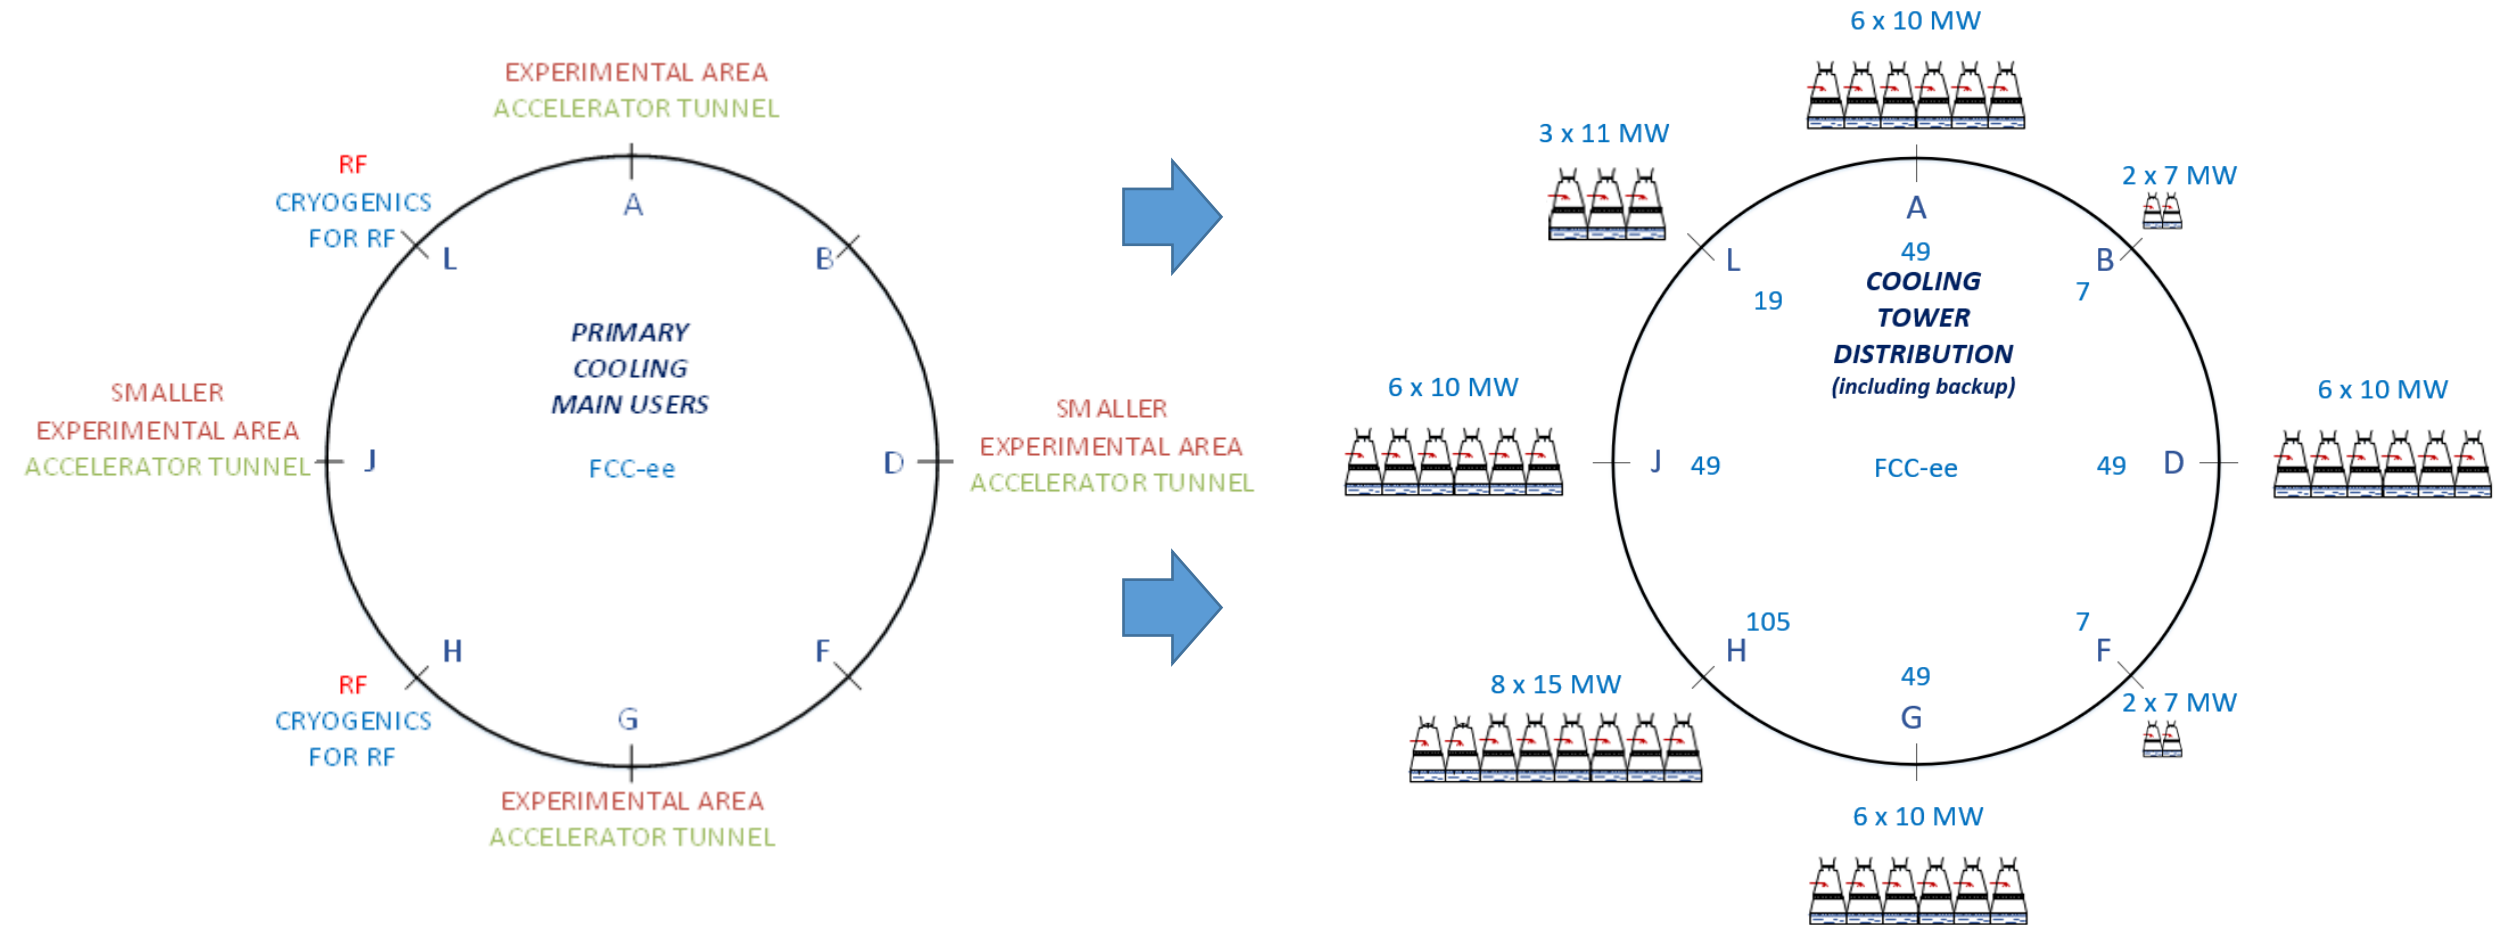 EXPERIMENTAL AREA
ACCELERATOR TUNNEL
RF
CRYOGENICS
FOR RF
A
L
B
PRIMARY
COOLING
MAIN USERS
FCC-ee
SMALLER
EXPERIMENTAL AREA
ACCELERATOR TUNNEL
J
D
SMALLER
EXPERIMENTAL AREA
ACCELERATOR TUNNEL
H
F
RF
CRYOGENICS
FOR RF
G
EXPERIMENTAL AREA
ACCELERATOR TUNNEL
6 x 10 MW
3 x 11 MW
2 x 7 MW
A
49
L
19
B
7
COOLING
TOWER
DISTRIBUTION
(including backup)
FCC-ee
6 x 10 MW
J
49
49
D
6 x 10 MW
105
H
7
F
8 x 15 MW
49
G
2 x 7 MW
6 x 10 MW